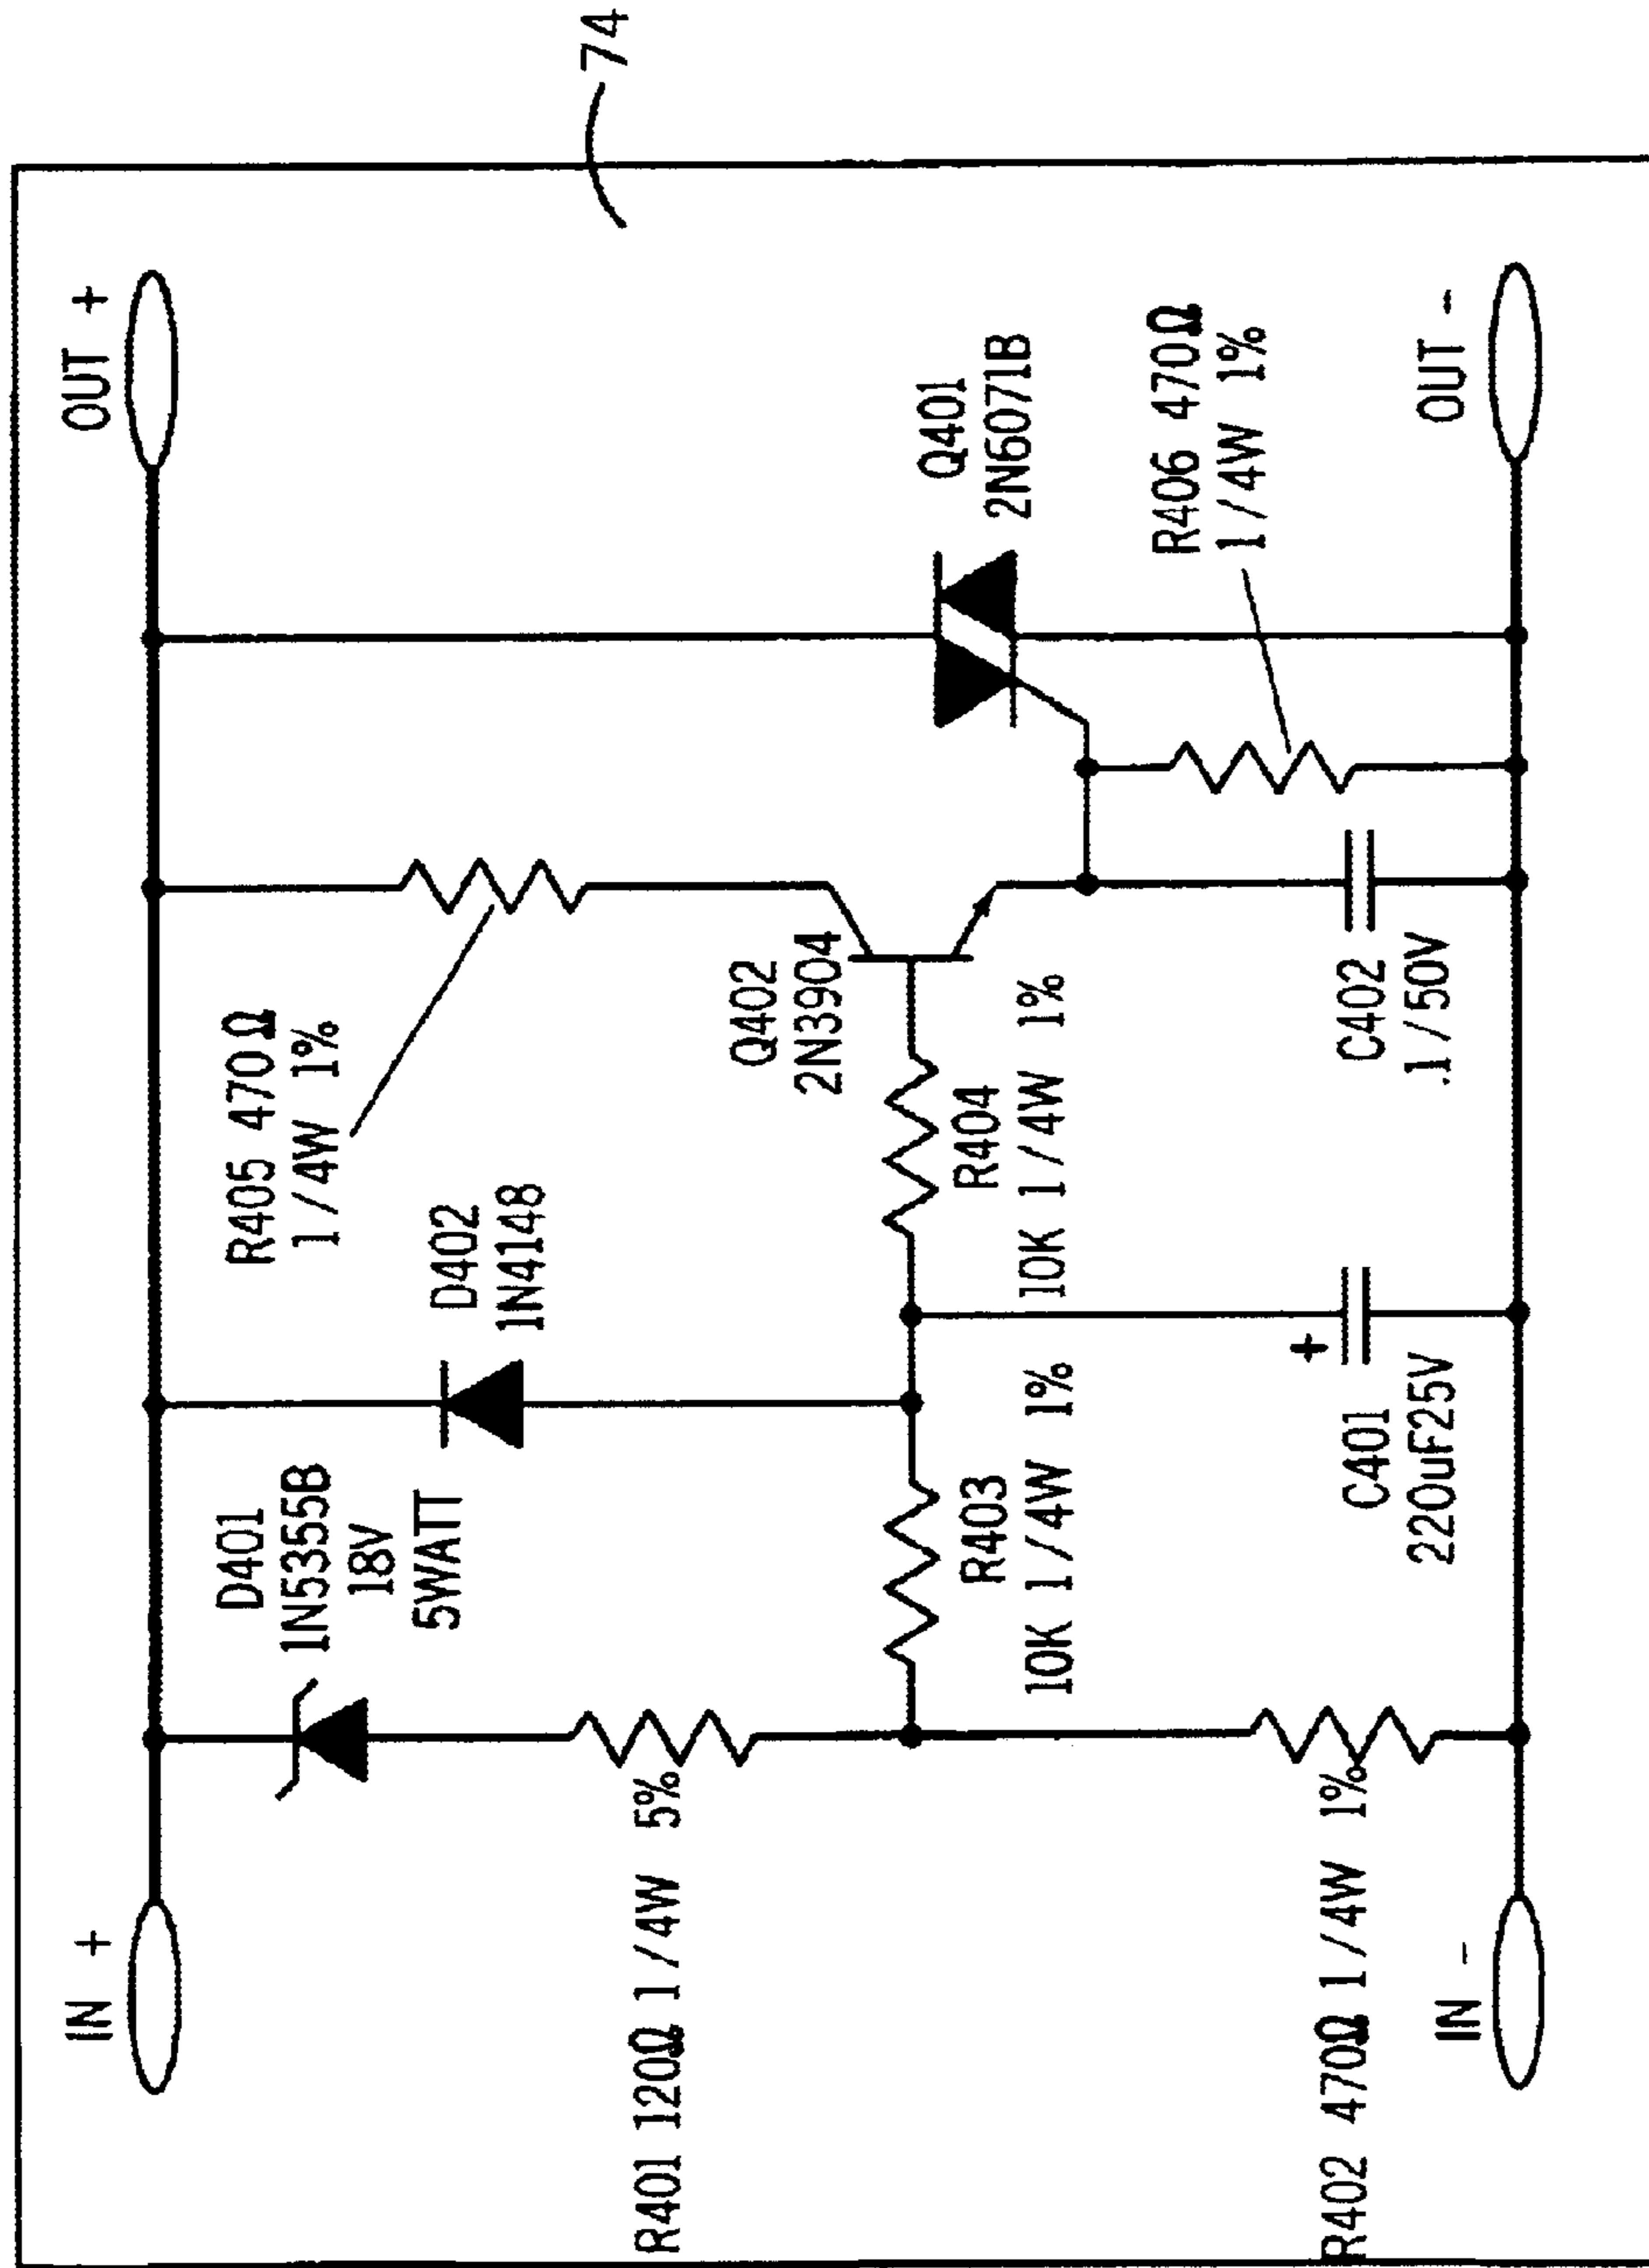 74
IN +
OUT +
D401
1N5355B
18V
5WATT
D402
1N4148
R405 470Ω
1/4W 1%
R401 120Ω 1/4W 5%
Q402
2N3904
Q401
2N6071B
R403
10K 1/4W 1%
R404
10K 1/4W 1%
R406 470Ω
1/4W 1%
R402 470Ω 1/4W 1%
+
C401
220uF25V
C402
.1/50V
IN -
OUT -